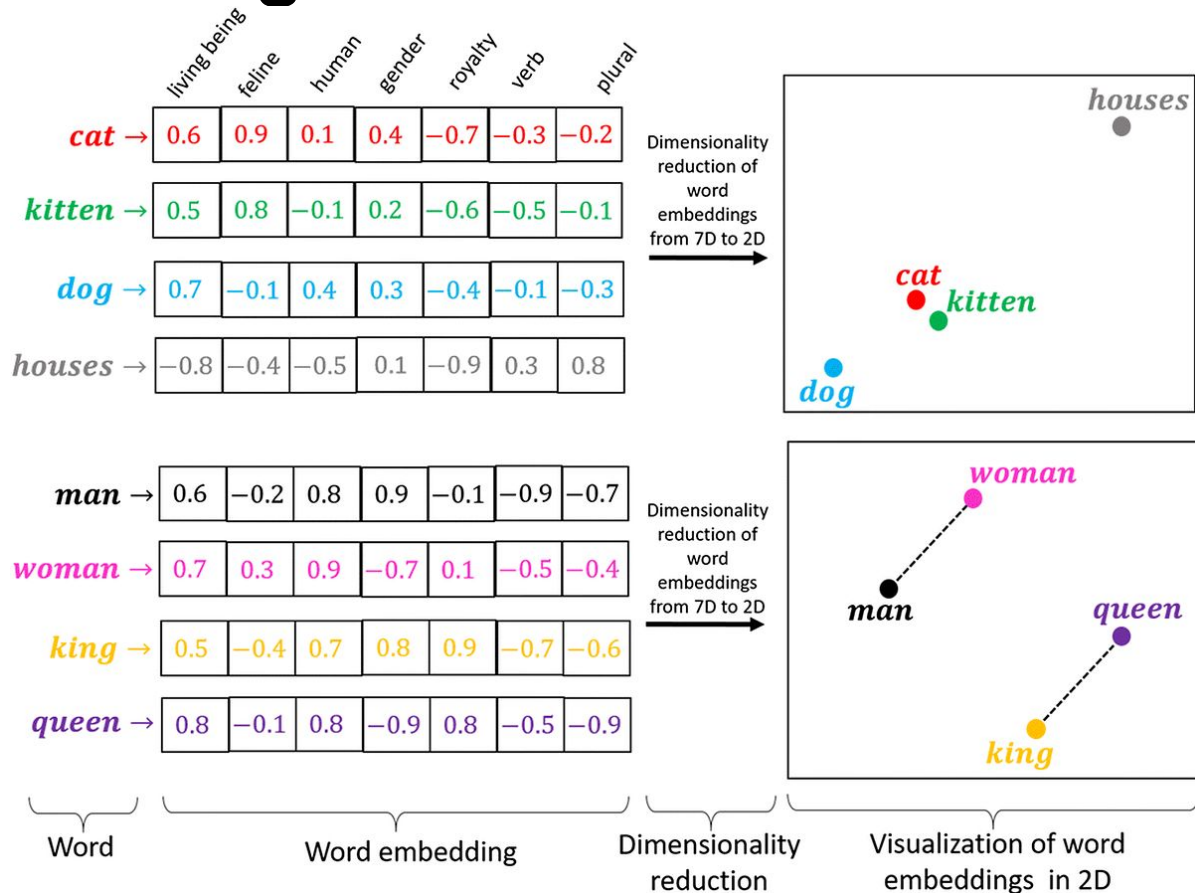 living being feline human gender royalty verb plural
cat → 0.6 0.9 0.1 0.4 −0.7 −0.3 −0.2
kitten → 0.5 0.8 −0.1 0.2 −0.6 −0.5 −0.1
dog → 0.7 −0.1 0.4 0.3 −0.4 −0.1 −0.3
houses → −0.8 −0.4 −0.5 0.1 −0.9 0.3 0.8
Dimensionality
reduction of
word
embeddings
from 7D to 2D
houses
cat
kitten
dog
man → 0.6 −0.2 0.8 0.9 −0.1 −0.9 −0.7
woman → 0.7 0.3 0.9 −0.7 0.1 −0.5 −0.4
king → 0.5 −0.4 0.7 0.8 0.9 −0.7 −0.6
queen → 0.8 −0.1 0.8 −0.9 0.8 −0.5 −0.9
Dimensionality
reduction of
word
embeddings
from 7D to 2D
woman
man
queen
king
Word
Word embedding
Dimensionality
reduction
Visualization of word
embeddings in 2D